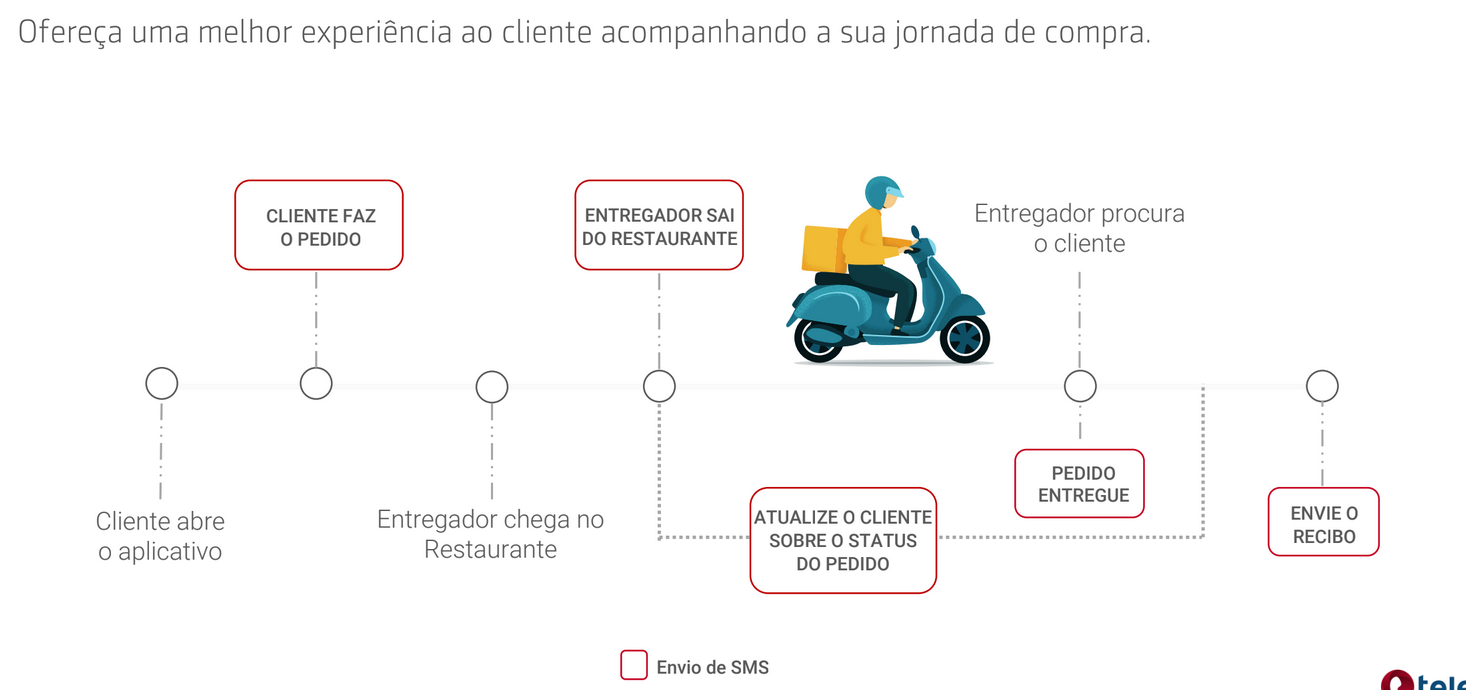 Ofereça uma melhor experiência ao cliente acompanhando a sua jornada de compra.
CLIENTE FAZ
O PEDIDO
ENTREGADOR SAI
DO RESTAURANTE
Entregador procura
o cliente
Cliente abre
o aplicativo
Entregador chega no
Restaurante
ATUALIZE O CLIENTE
SOBRE O STATUS
DO PEDIDO
PEDIDO
ENTREGUE
ENVIE O
RECIBO
Envio de SMS